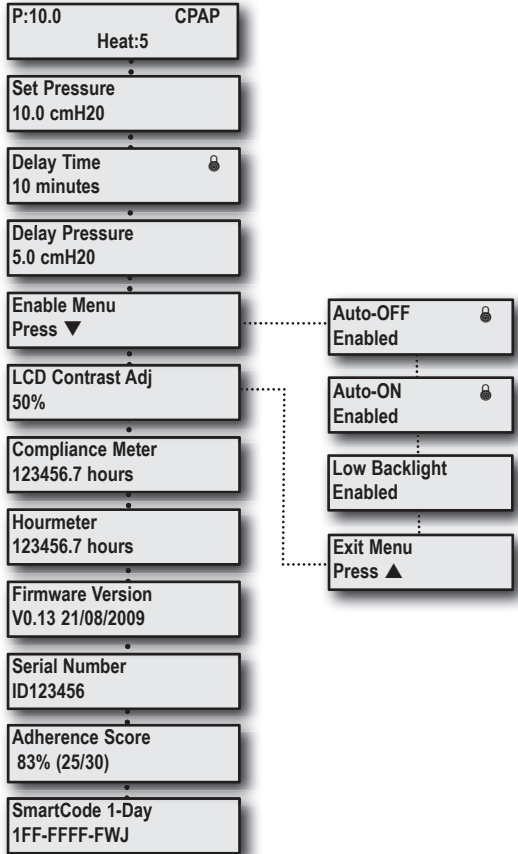 P:10.0 CPAP
Heat:5
Set Pressure
10.0 cmH20
Delay Time
10 minutes
Delay Pressure
5.0 cmH20
Enable Menu
Press ▼
LCD Contrast Adj
50%
Compliance Meter
123456.7 hours
Hourmeter
123456.7 hours
Firmware Version
V0.13 21/08/2009
Serial Number
ID123456
Adherence Score
83% (25/30)
SmartCode 1-Day
1FF-FFFF-FWJ
Auto-OFF
Enabled
Auto-ON
Enabled
Low Backlight
Enabled
Exit Menu
Press ▲